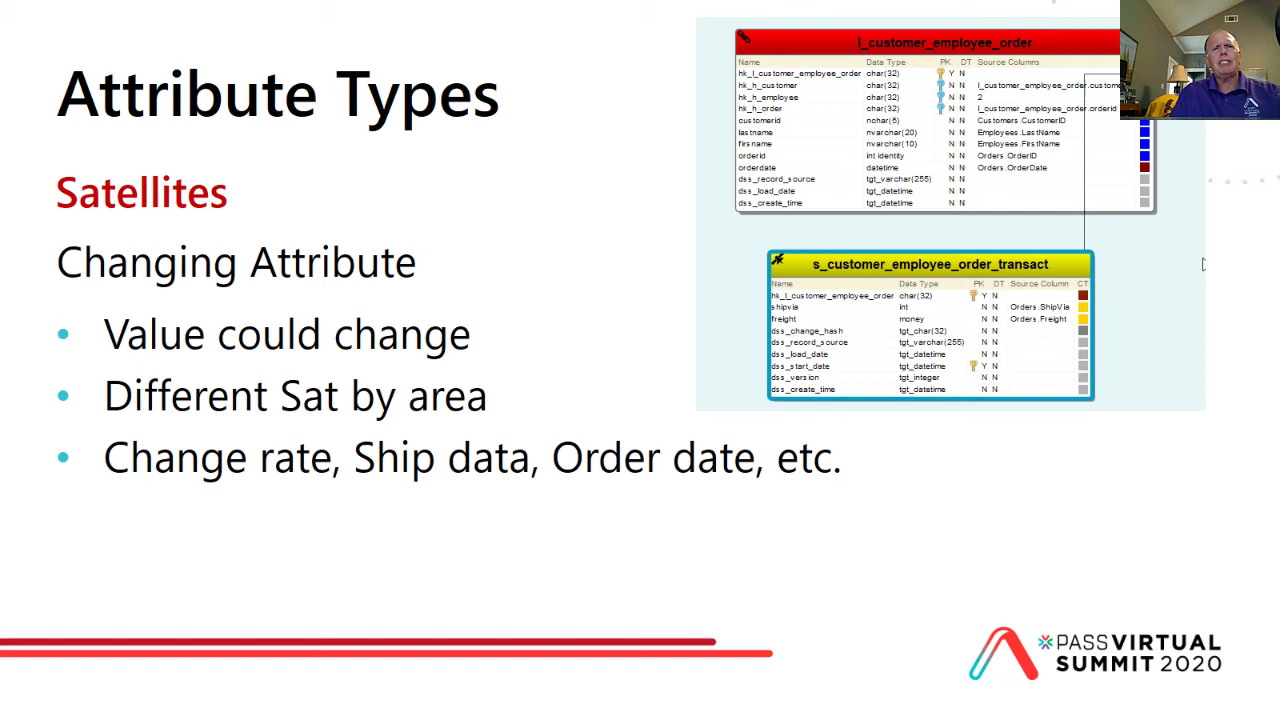 Attribute Types
Satellites
Changing Attribute
• Value could change
• Different Sat by area
• Change rate, Ship data, Order date, etc.
l_customer_employee_order
Name Data Type PK DT Source Columns
hk_l_customer_employee_order char(32) Y N
hk_h_customer char(32) N N l_customer_employee_order.custome
hk_h_employee char(32) N N 2
hk_h_order char(32) N N l_customer_employee_order.orderid
customerid nchar(5) N N Customers.CustomerID
lastname nvarchar(20) N N Employees.LastName
firsname nvarchar(10) N N Employees.FirstName
orderid int identity N N Orders.OrderID
orderdate datetime N N Orders.OrderDate
dss_record_source tgt_varchar(255) N N
dss_load_date tgt_datetime N N
dss_create_time tgt_datetime N N
s_customer_employee_order_transact
Name Data Type PK DT Source Column CT
hk_l_customer_employee_order char(32) Y N
shipvia int N N Orders.ShipVia
freight money N N Orders.Freight
dss_change_hash tgt_char(32) N N
dss_record_source tgt_varchar(255) N N
dss_load_date tgt_datetime N N
dss_start_date tgt_datetime Y N
dss_version tgt_integer N N
dss_create_time tgt_datetime N N
PASS VIRTUAL
SUMMIT 2020